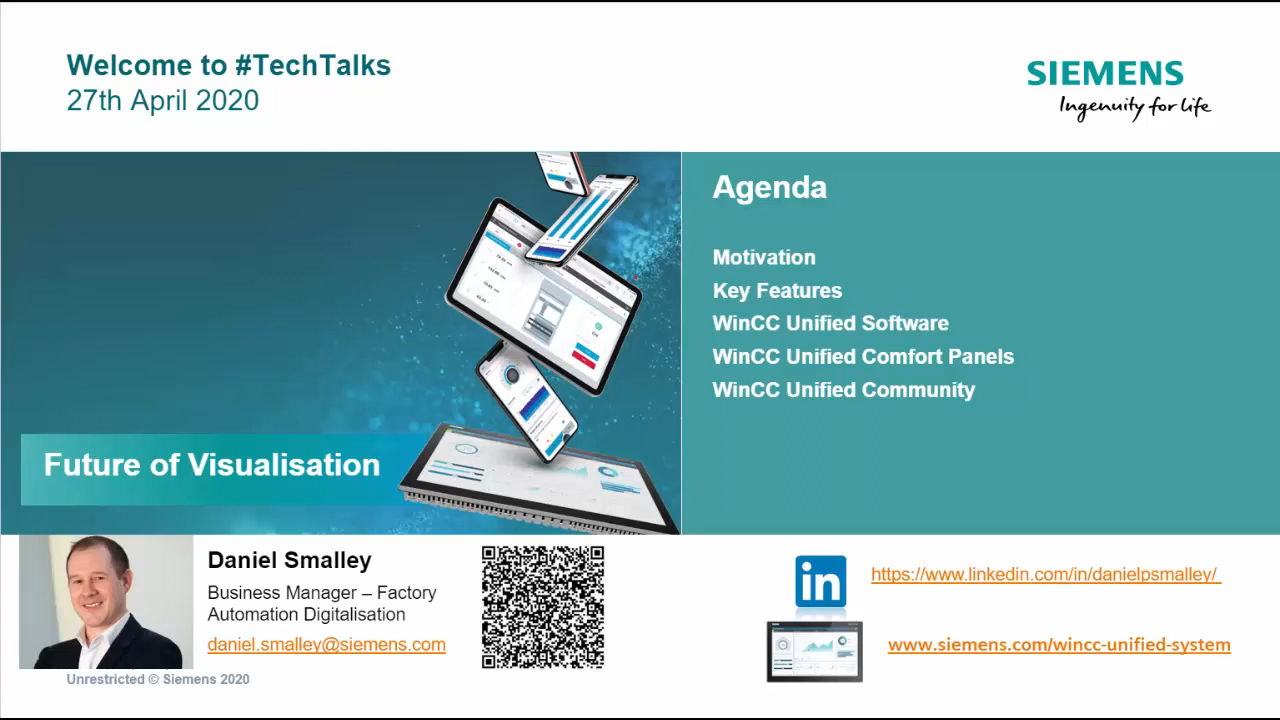 Welcome to #TechTalks
27th April 2020
SIEMENS
Ingenuity for life
Agenda
Motivation
Key Features
WinCC Unified Software
WinCC Unified Comfort Panels
WinCC Unified Community
Future of Visualisation
Daniel Smalley
Business Manager – Factory
Automation Digitalisation
daniel.smalley@siemens.com
in
https://www.linkedin.com/in/danielpsmalley/
www.siemens.com/wincc-unified-system
Unrestricted © Siemens 2020